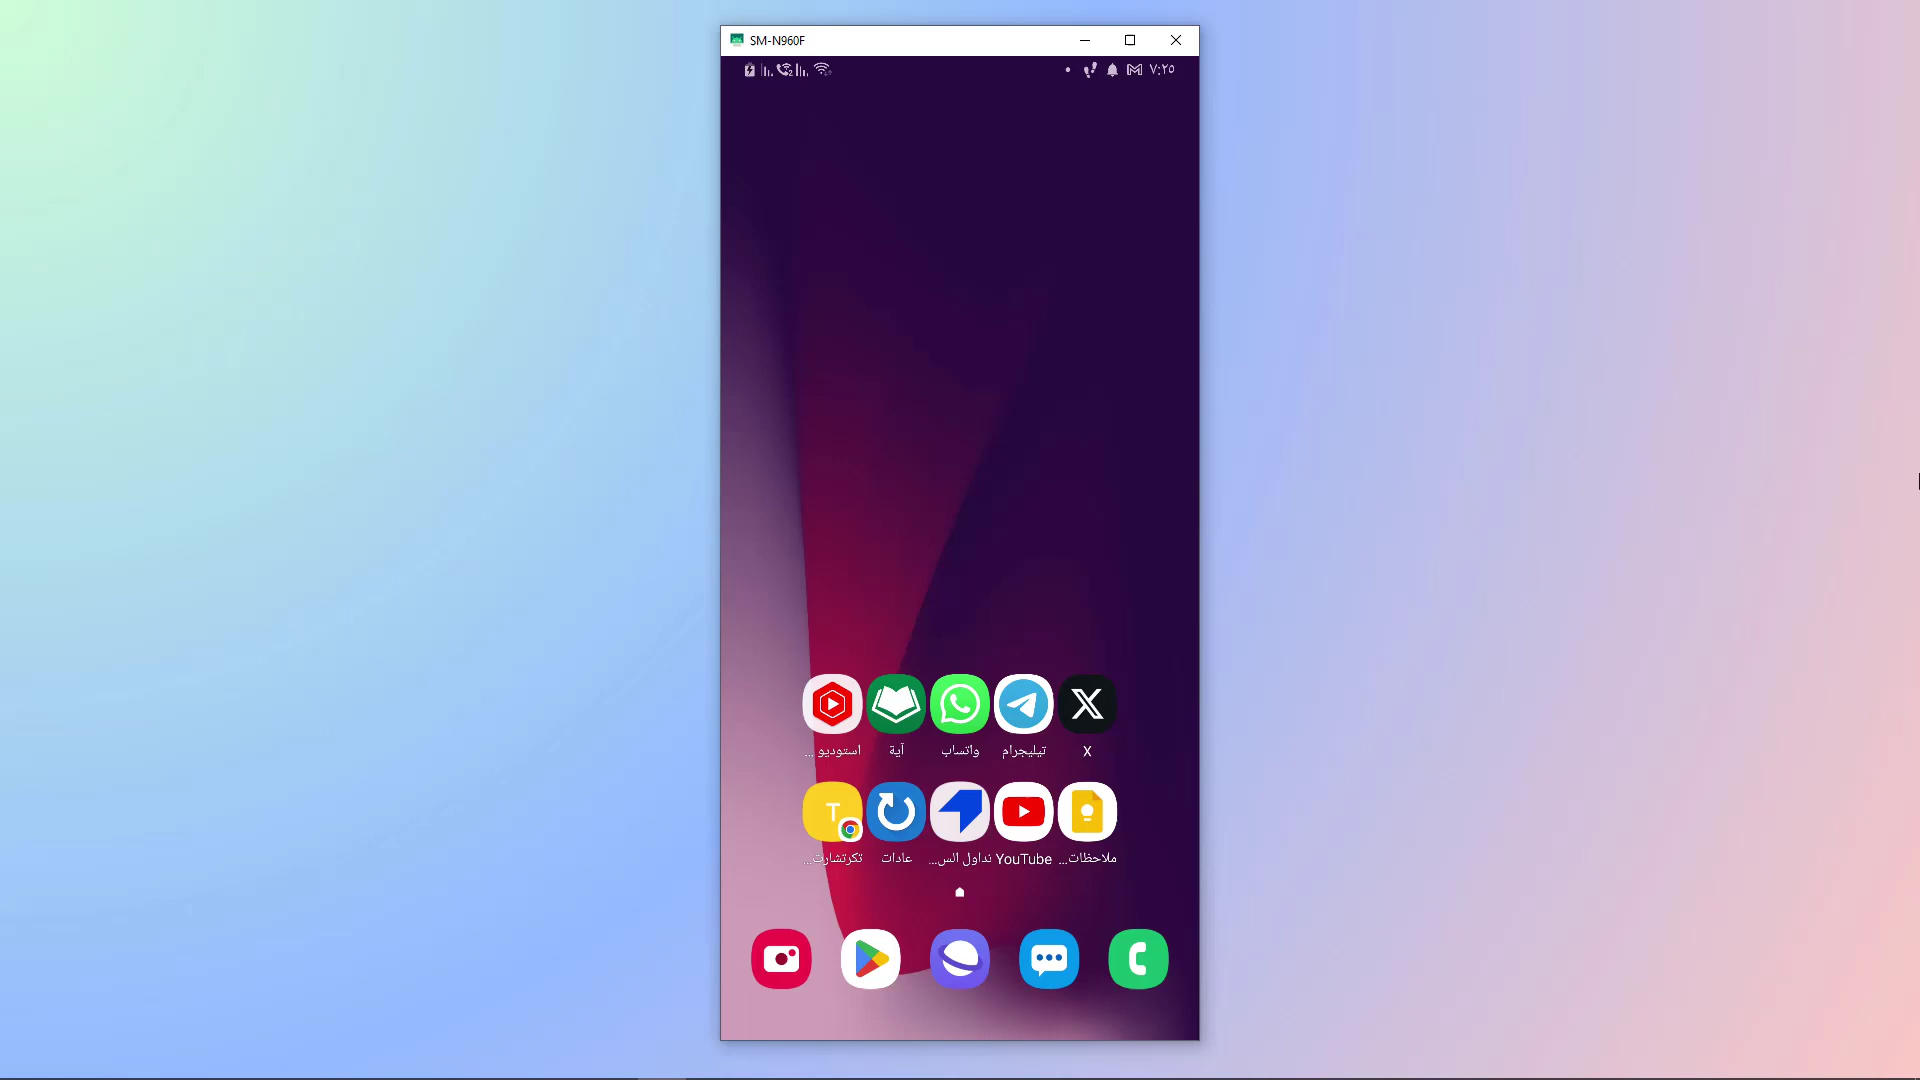 SM-N960F
٧:٢٥
X
تيليجرام
واتساب
آية
استوديو ...
ملاحظات...
YouTube
تداول الس...
عادات
T
تكرتشارت...